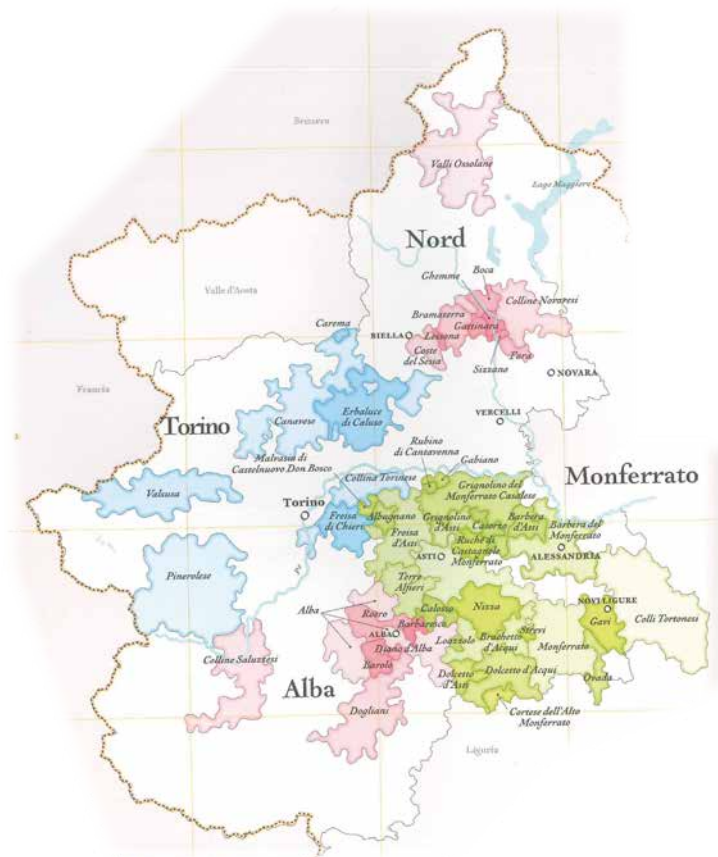 Svizzera
Valli Ossolane
Lago Maggiore
Nord
Boca
Ghemme
Colline Novaresi
Valle d'Aosta
Bramaterra
Carema
BIELLA
Lessona
Gattinara
Coste
del Sesia
Fara
Sizzano
NOVARA
Francia
Erbaluce
di Caluso
VERCELLI
Canavese
Torino
Rubino
di Cantavenna
Malvasia di
Castelnuovo Don Bosco
Gabiano
Monferrato
Collina Torinese
Grignolino del
Monferrato Casalese
Valsusa
Torino
Freisa
di Chieri
Albugnano
Grignolino
d'Asti
Casorzo
Barbera
d'Asti
Barbera del
Monferrato
Freisa
d'Asti
Ruchè di
Castagnole
Monferrato
ASTI
ALESSANDRIA
Pinerolese
Po
Terre
Alfieri
Alba
Roero
Calosso
Nizza
NOVI LIGURE
Gavi
Colli Tortonesi
Barbaresco
ALBA
Loazzolo
Brachetto
d'Acqui
Strevi
Monferrato
Diano d'Alba
Colline Saluzzesi
Barolo
Alba
Dolcetto
d'Asti
Dolcetto d'Acqui
Ovada
Dogliani
Cortese dell'Alto
Monferrato
Liguria